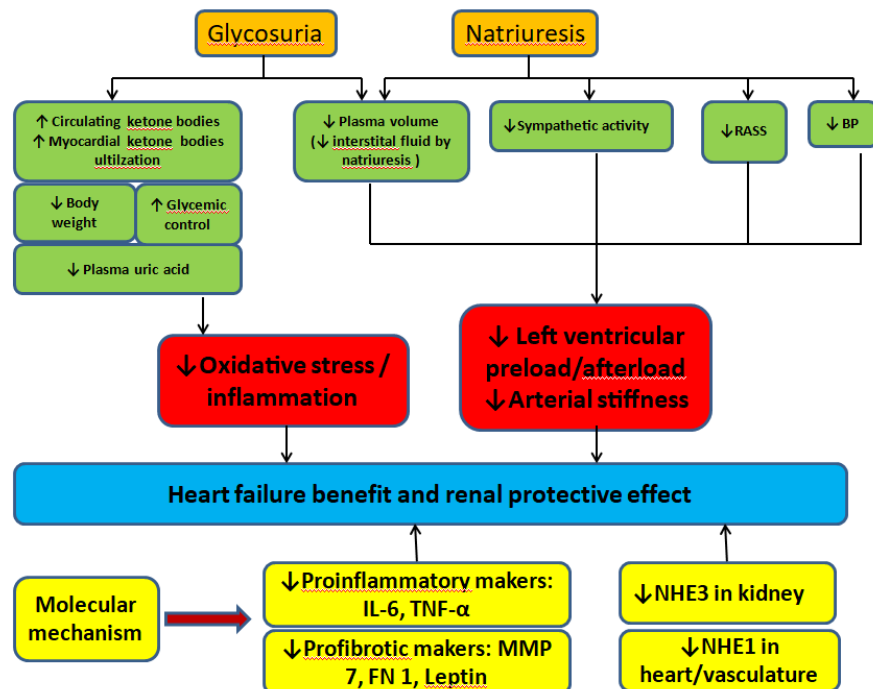 Glycosuria
Natriuresis
↑ Circulating ketone bodies
↑ Myocardial ketone bodies
ultilzation
↓ Plasma volume
(↓ interstital fluid by
natriuresis )
↓Sympathetic activity
↓RASS
↓ BP
↓ Body
weight
↑ Glycemic
control
↓ Plasma uric acid
↓Oxidative stress /
inflammation
↓ Left ventricular
preload/afterload
↓ Arterial stiffness
Heart failure benefit and renal protective effect
Molecular
mechanism
↓Proinflammatory makers:
IL-6, TNF-α
↓Profibrotic makers: MMP
7, FN 1, Leptin
↓NHE3 in kidney
↓NHE1 in
heart/vasculature